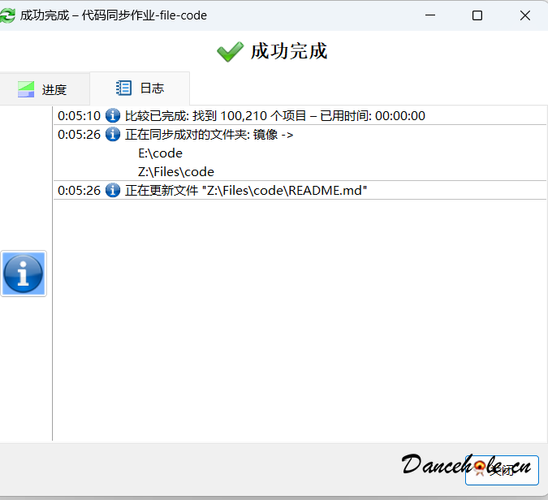 成功完成 – 代码同步作业-file-code
成功完成
进度
日志
0:05:10 比较已完成: 找到 100,210 个项目 – 已用时间: 00:00:00
0:05:26 正在同步成对的文件夹: 镜像 ->
E:\code
Z:\Files\code
0:05:26 正在更新文件 "Z:\Files\code\README.md"
关闭
Dancehole.cn